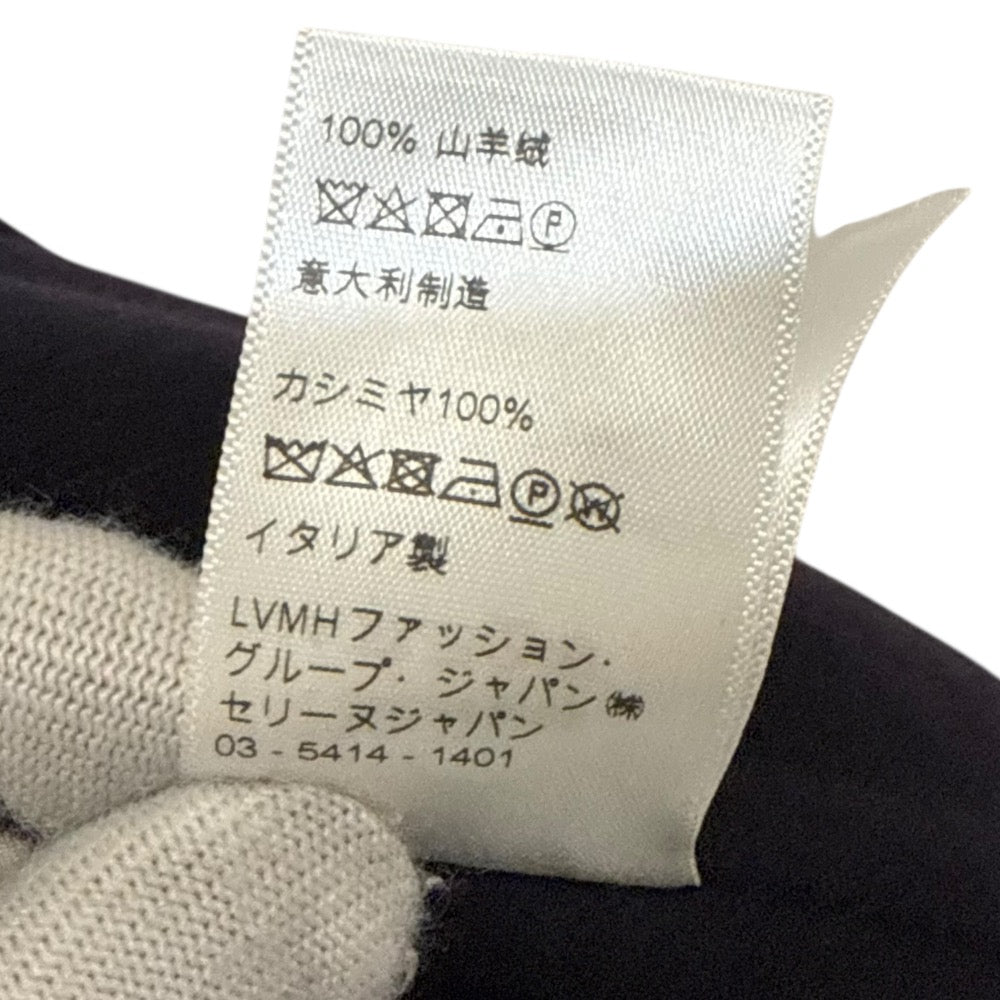 100% 山羊绒
P
意大利制造
カシミヤ100%
P W
イタリア製
LVMHファッション・
グループ・ジャパン㈱
セリーヌジャパン
03 - 5414 - 1401